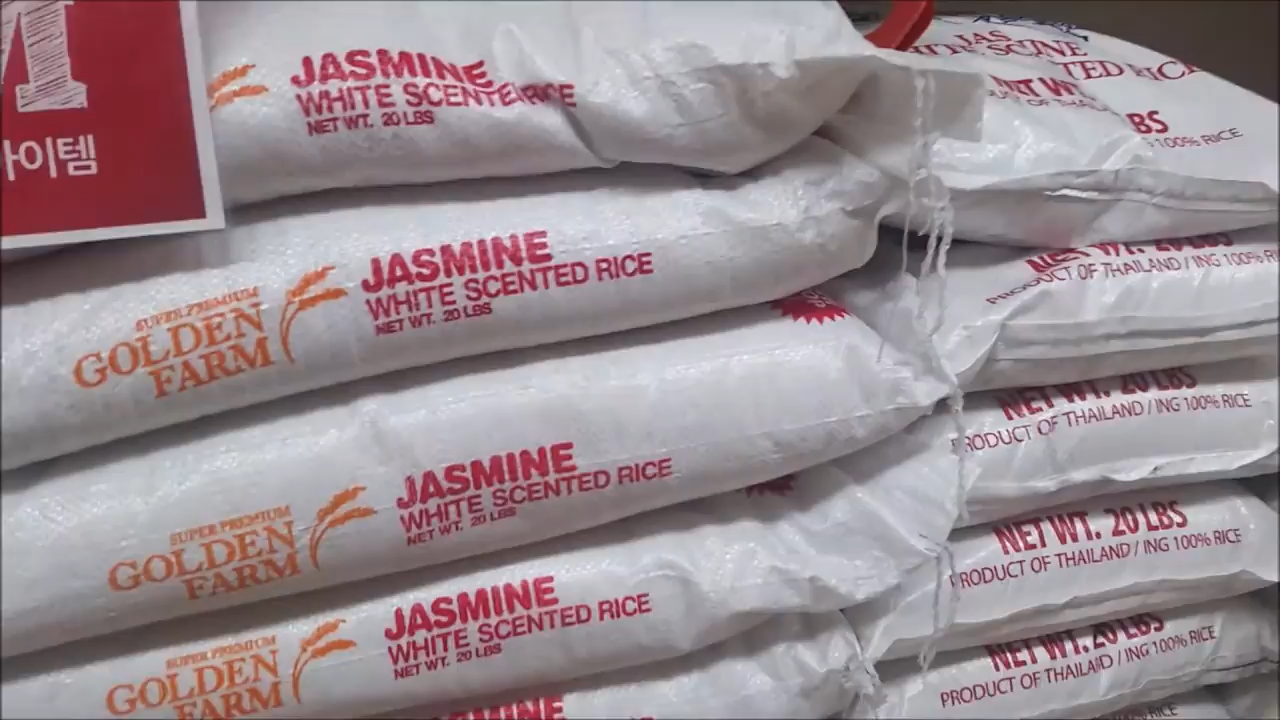 이템
JASMINE
WHITE SCENTED RICE
NET WT. 20 LBS
SUPER PREMIUM
GOLDEN
FARM
JASMINE
WHITE SCENTED RICE
NET WT. 20 LBS
SUPER PREMIUM
GOLDEN
FARM
JASMINE
WHITE SCENTED RICE
NET WT. 20 LBS
SUPER PREMIUM
GOLDEN
FARM
JASMINE
WHITE SCENTED RICE
NET WT. 20 LBS
JASMINE
100% RICE
NET WT. 20 LBS
PRODUCT OF THAILAND / ING 100% R
NET WT. 20 LBS
PRODUCT OF THAILAND / ING 100% RICE
NET WT. 20 LBS
PRODUCT OF THAILAND / ING 100% RICE
NET WT. 20 LBS
PRODUCT OF THAILAND / ING 100% RICE
RICE